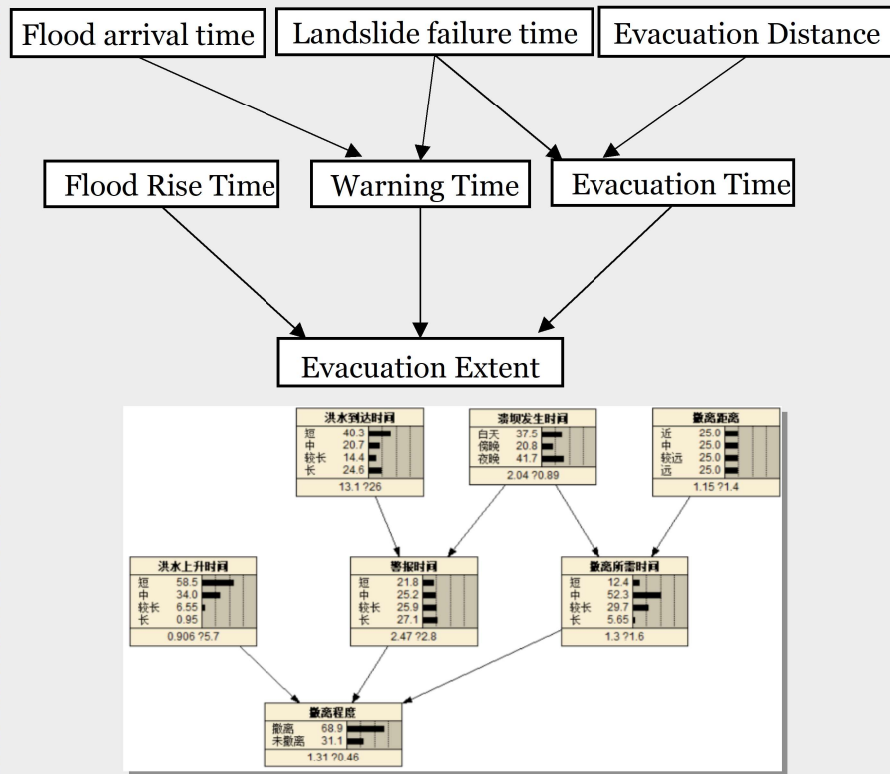 Flood arrival time
Landslide failure time
Evacuation Distance
Flood Rise Time
Warning Time
Evacuation Time
Evacuation Extent
洪水到达时间
短 40.3
中 20.7
较长 14.4
长 24.6
13.1 ?26
溃坝发生时间
白天 37.5
傍晚 20.8
夜晚 41.7
2.04 ?0.89
撤离距离
近 25.0
中 25.0
较远 25.0
远 25.0
1.15 ?1.4
洪水上升时间
短 58.5
中 34.0
较长 6.55
长 0.95
0.906 ?5.7
警报时间
短 21.8
中 25.2
较长 25.9
长 27.1
2.47 ?2.8
撤离所需时间
短 12.4
中 52.3
较长 29.7
长 5.65
1.3 ?1.6
撤离程度
撤离 68.9
未撤离 31.1
1.31 ?0.46